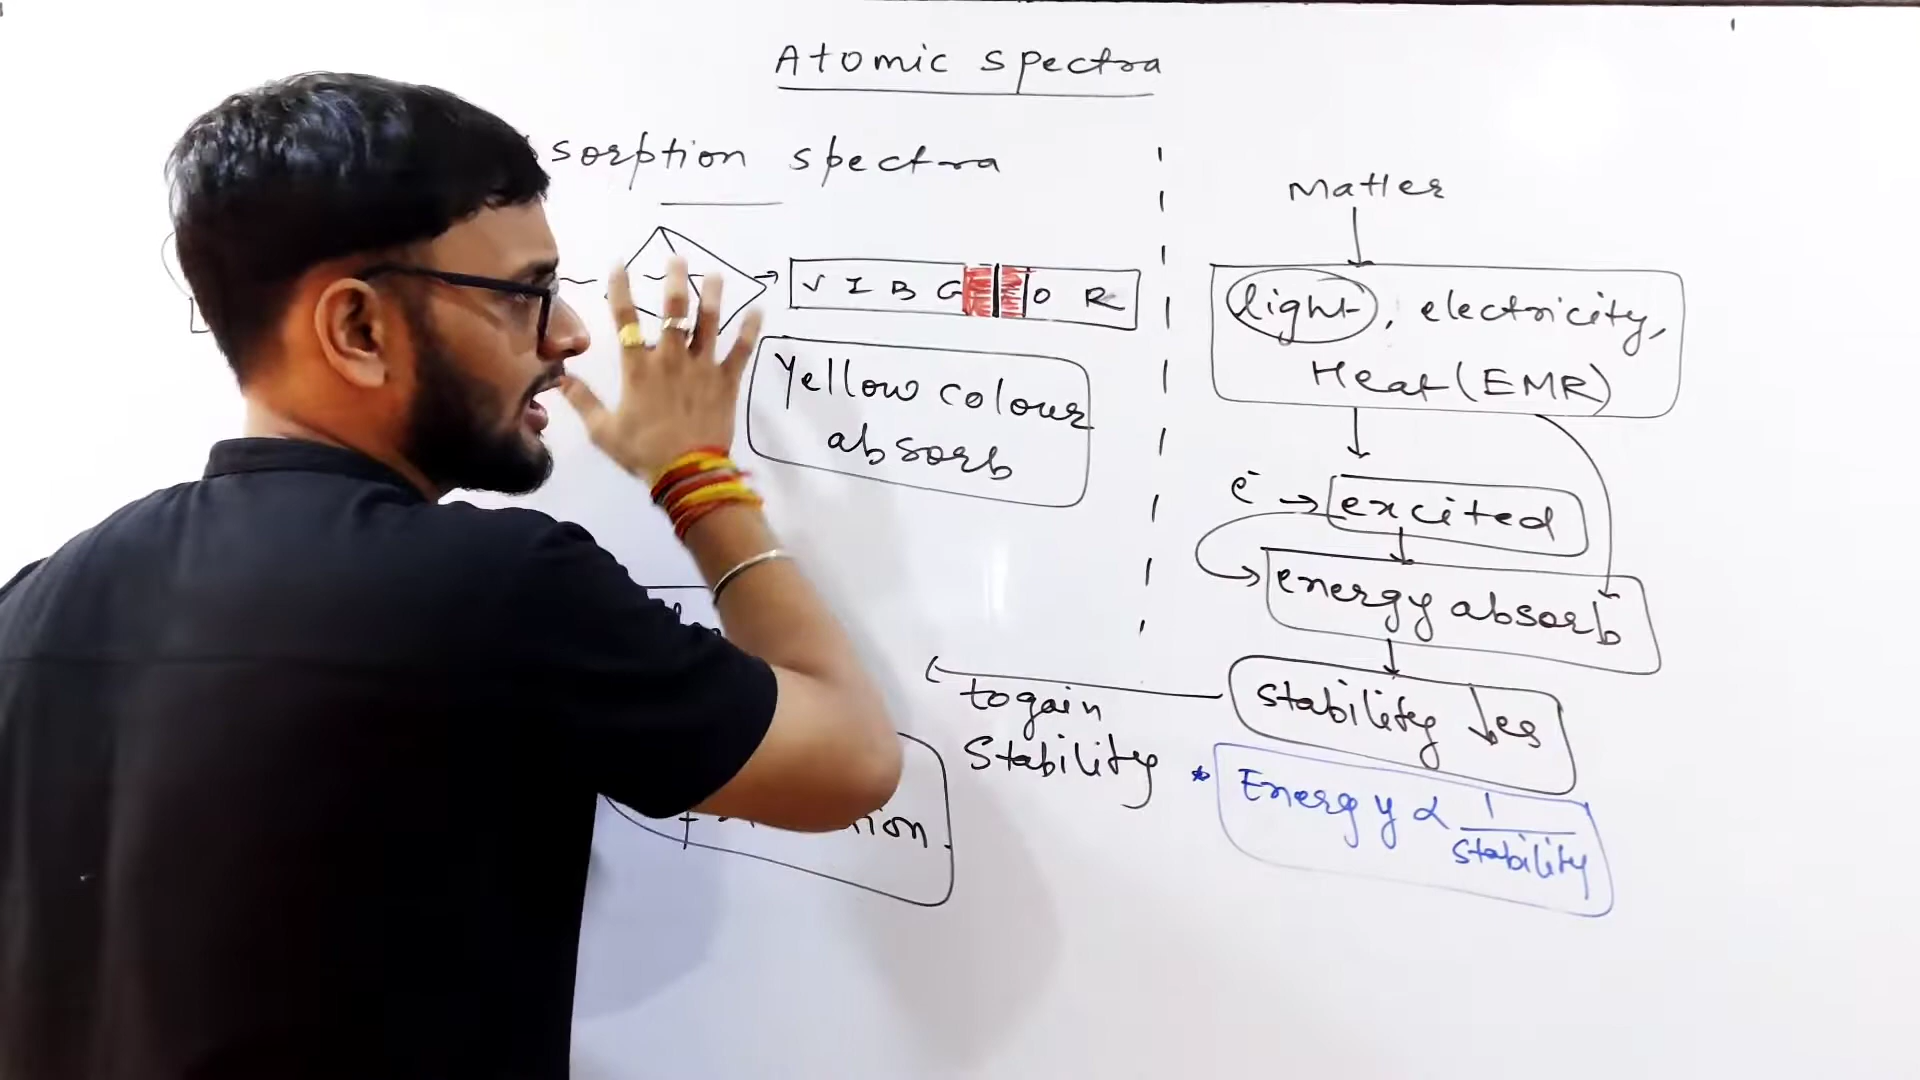 Atomic spectra
sorption spectra
V I B G O R
Yellow colour
absorb
Matter
light, electricity,
Heat (EMR)
e⁻ → excited
energy absorb
stability ↓es
to gain
Stability
* Energy ∝ 1/stability
tion